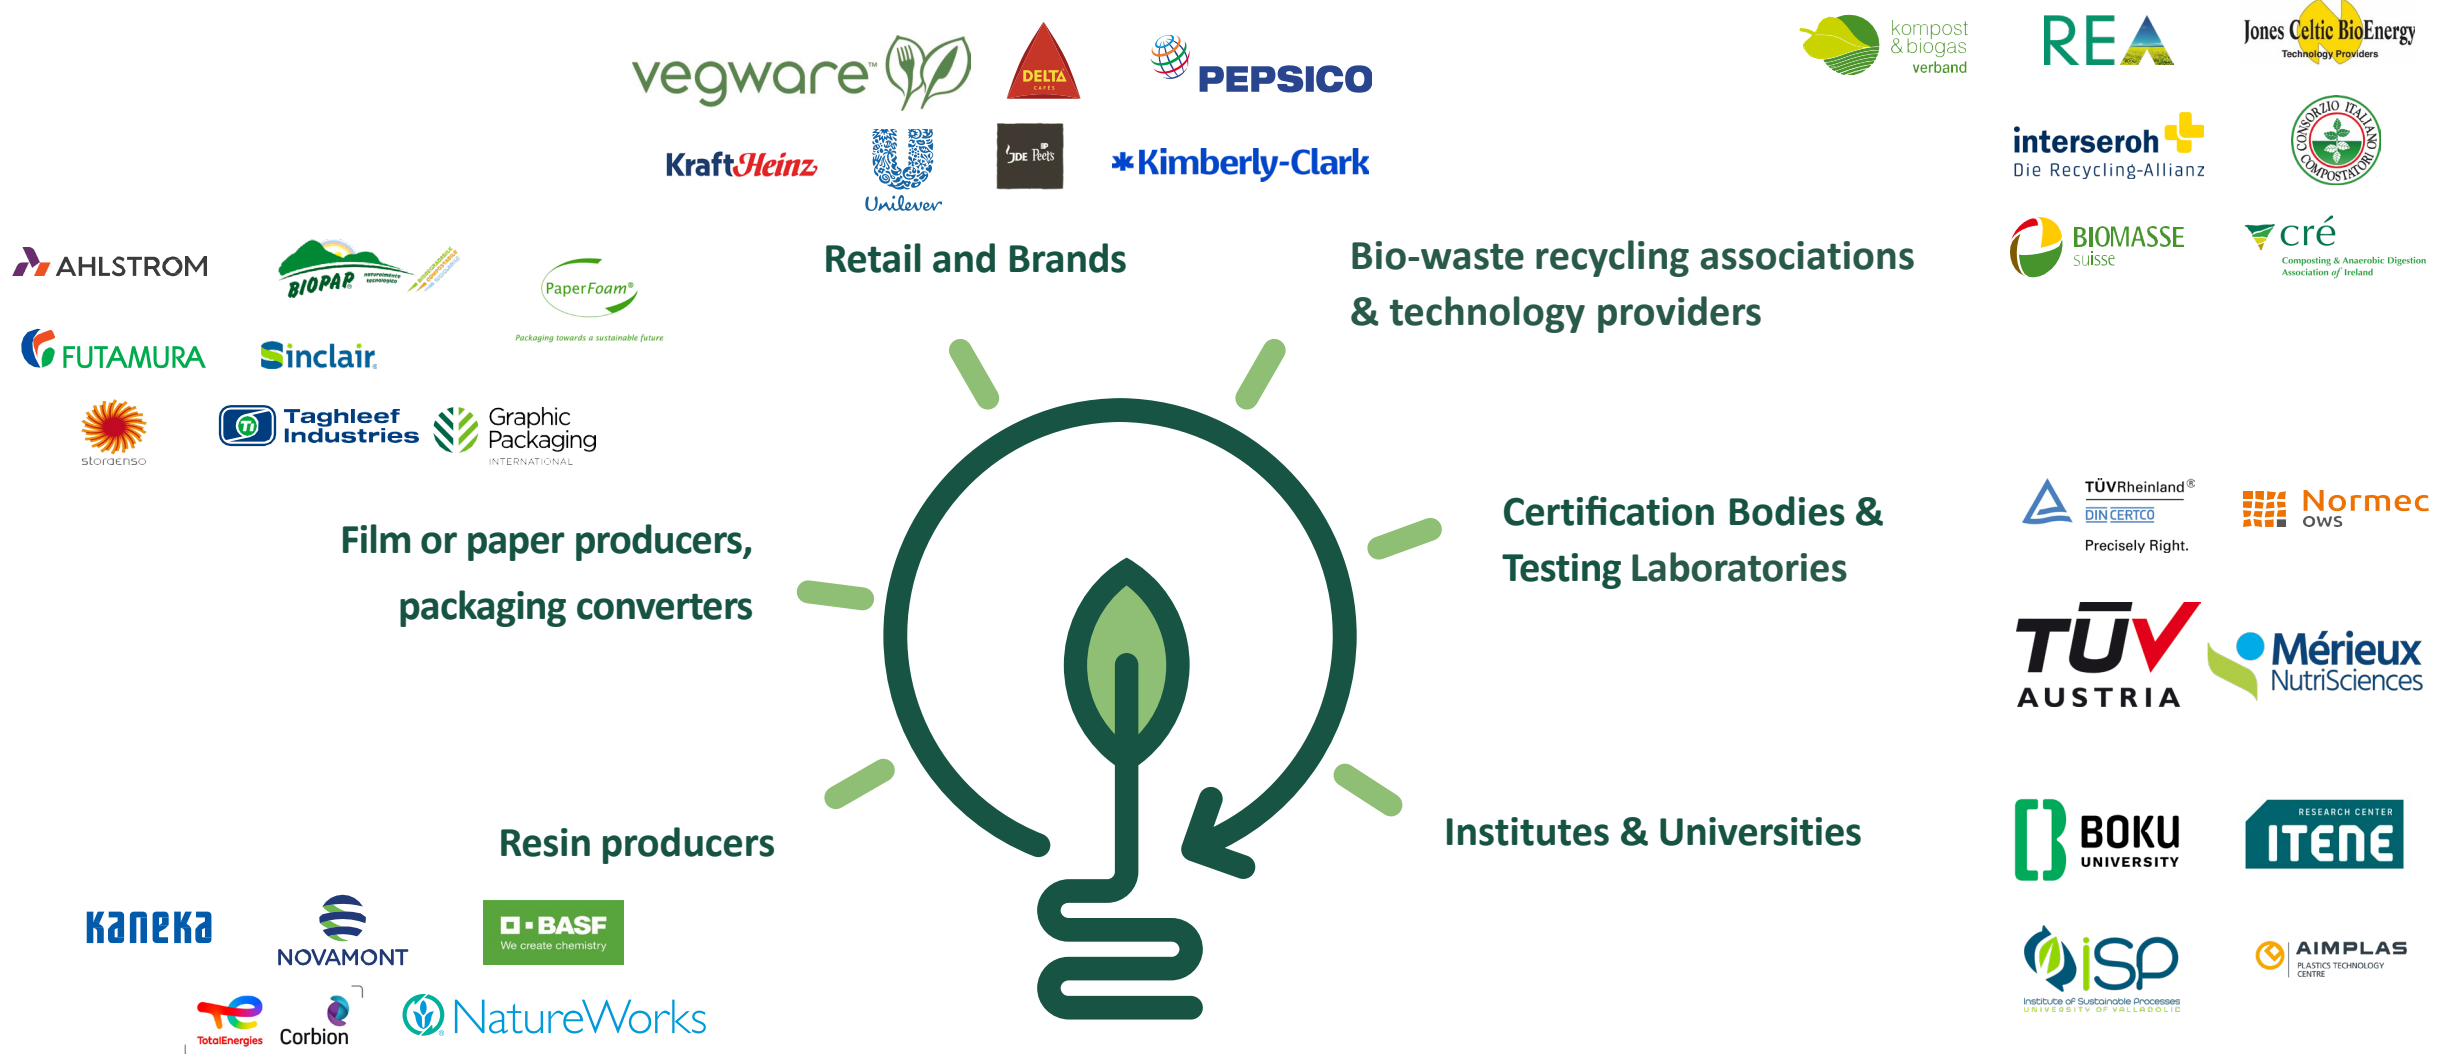 vegware™
DELTA
CAFÉS
PEPSICO
KraftHeinz
Unilever
JDE Peet's
Kimberly-Clark
Retail and Brands
kompost
& biogas
verband
REA
Jones Celtic BioEnergy
Technology Providers
interseroh
Die Recycling-Allianz
CONSORZIO ITALIANO
COMPOSTATORI
BIOMASSE
suisse
cré
Composting & Anaerobic Digestion
Association of Ireland
Bio-waste recycling associations
& technology providers
AHLSTROM
BIOPAP®
naturalmente
tecnologico
PaperFoam®
Packaging towards a sustainable future
FUTAMURA
Sinclair
storaenso
Ti
Taghleef
Industries
Graphic
Packaging
INTERNATIONAL
Film or paper producers,
packaging converters
Certification Bodies &
Testing Laboratories
TÜVRheinland®
DIN CERTCO
Precisely Right.
Normec
OWS
TÜV
AUSTRIA
Mérieux
NutriSciences
Resin producers
kaneka
NOVAMONT
BASF
We create chemistry
TotalEnergies
Corbion
NatureWorks
Institutes & Universities
BOKU
UNIVERSITY
RESEARCH CENTER
ITENE
iSP
Institute of Sustainable Processes
UNIVERSITY OF VALLADOLID
AIMPLAS
PLASTICS TECHNOLOGY
CENTRE